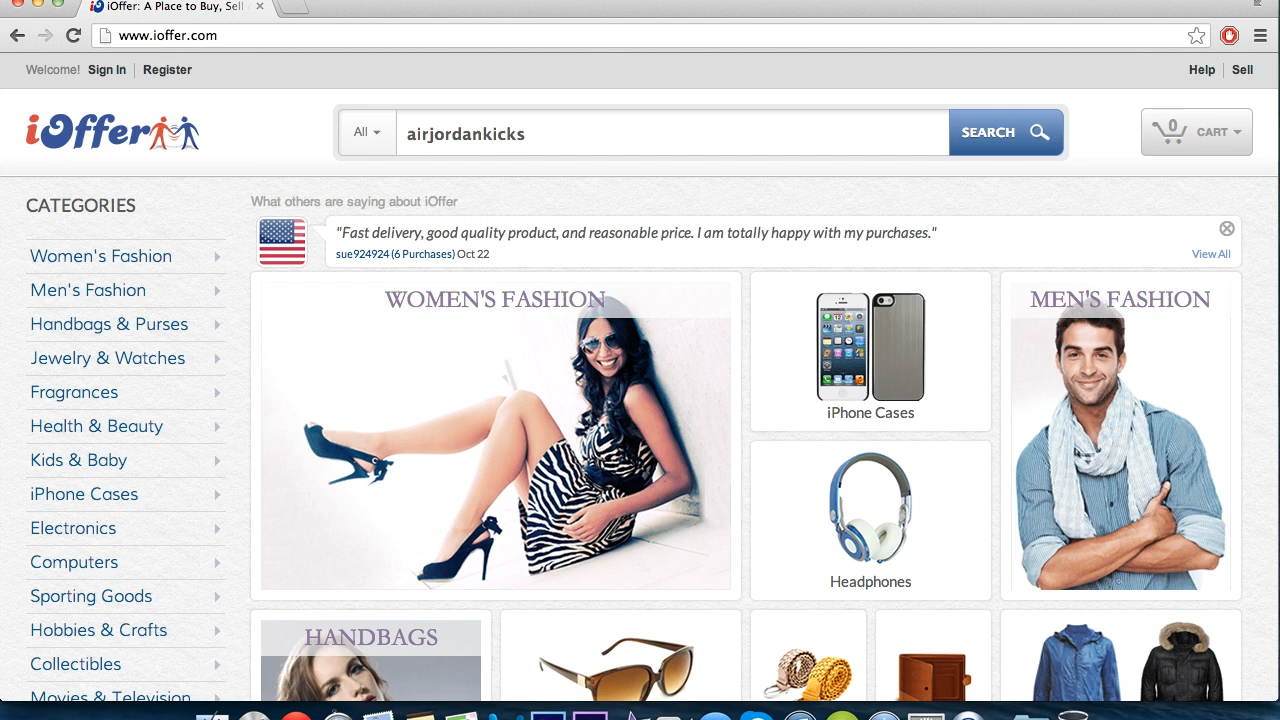 iOffer: A Place to Buy, Sell
www.ioffer.com
Welcome! Sign In Register Help Sell
iOffer All airjordankicks SEARCH 0 CART
CATEGORIES
Women's Fashion
Men's Fashion
Handbags & Purses
Jewelry & Watches
Fragrances
Health & Beauty
Kids & Baby
iPhone Cases
Electronics
Computers
Sporting Goods
Hobbies & Crafts
Collectibles
Movies & Television
What others are saying about iOffer
"Fast delivery, good quality product, and reasonable price. I am totally happy with my purchases."
sue924924 (6 Purchases) Oct 22 View All
WOMEN'S FASHION
iPhone Cases
MEN'S FASHION
Headphones
HANDBAGS